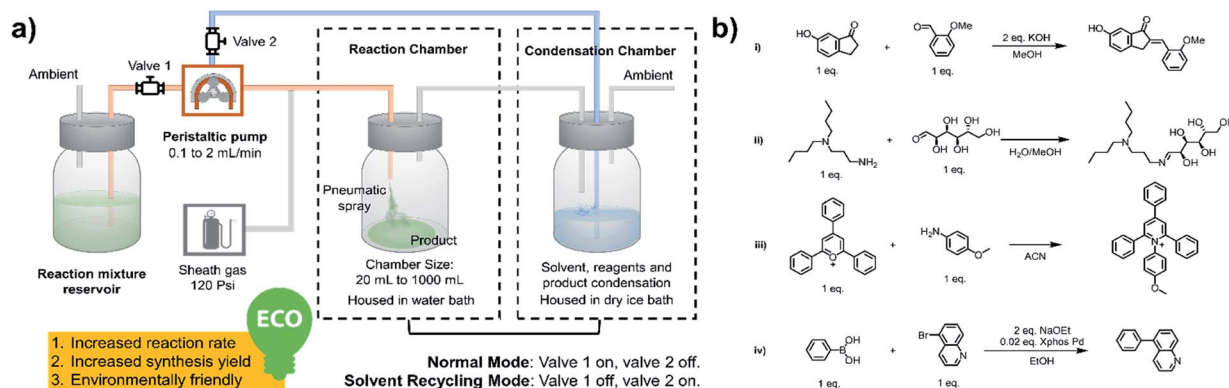 a)
Valve 2
Ambient
Valve 1
Peristaltic pump
0.1 to 2 mL/min
Reaction mixture
reservoir
Sheath gas
120 Psi
Reaction Chamber
Pneumatic
spray
Product
Chamber Size:
20 mL to 1000 mL
Housed in water bath
Condensation Chamber
Ambient
Solvent, reagents and
product condensation
Housed in dry ice bath
ECO
1. Increased reaction rate
2. Increased synthesis yield
3. Environmentally friendly
Normal Mode: Valve 1 on, valve 2 off.
Solvent Recycling Mode: Valve 1 off, valve 2 on.
b)
i)
HO
O
1 eq.
+
O
OMe
1 eq.
2 eq. KOH
MeOH
HO
O
OMe
ii)
N
NH2
1 eq.
+
O
OH
OH
OH
OH
OH
1 eq.
H2O/MeOH
N
N
OH
OH
OH
OH
iii)
O
+
1 eq.
+
H2N
O
1 eq.
ACN
N
+
O
iv)
OH
B
OH
1 eq.
+
Br
N
1 eq.
2 eq. NaOEt
0.02 eq. Xphos Pd
EtOH
N